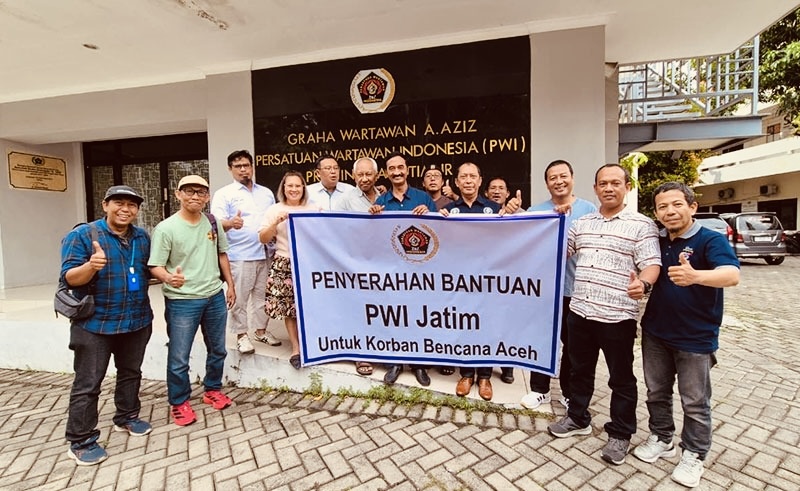 GRAHA WARTAWAN A.AZIZ
PERSATUAN WARTAWAN INDONESIA (PWI)
PENYERAHAN BANTUAN
PWI Jatim
Untuk Korban Bencana Aceh